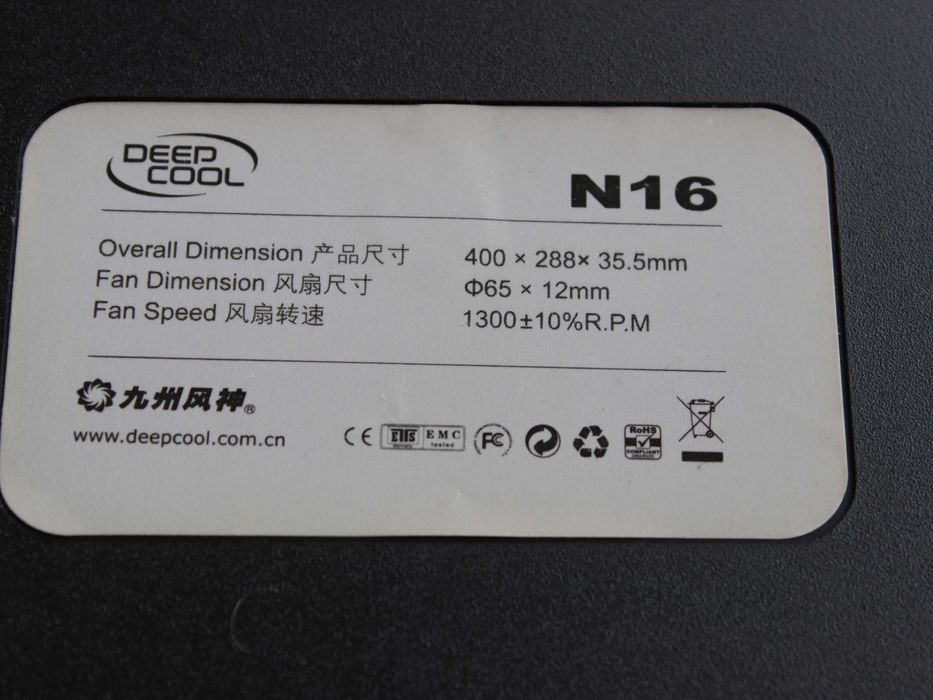 DEEP
COOL
N16
Overall Dimension 产品尺寸 400 × 288× 35.5mm
Fan Dimension 风扇尺寸 Φ65 × 12mm
Fan Speed 风扇转速 1300±10%R.P.M
九州风神®
www.deepcool.com.cn
CE
EMC
tested
FC
RoHS
COMPLIANT